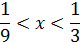 1/9 < x < 1/3